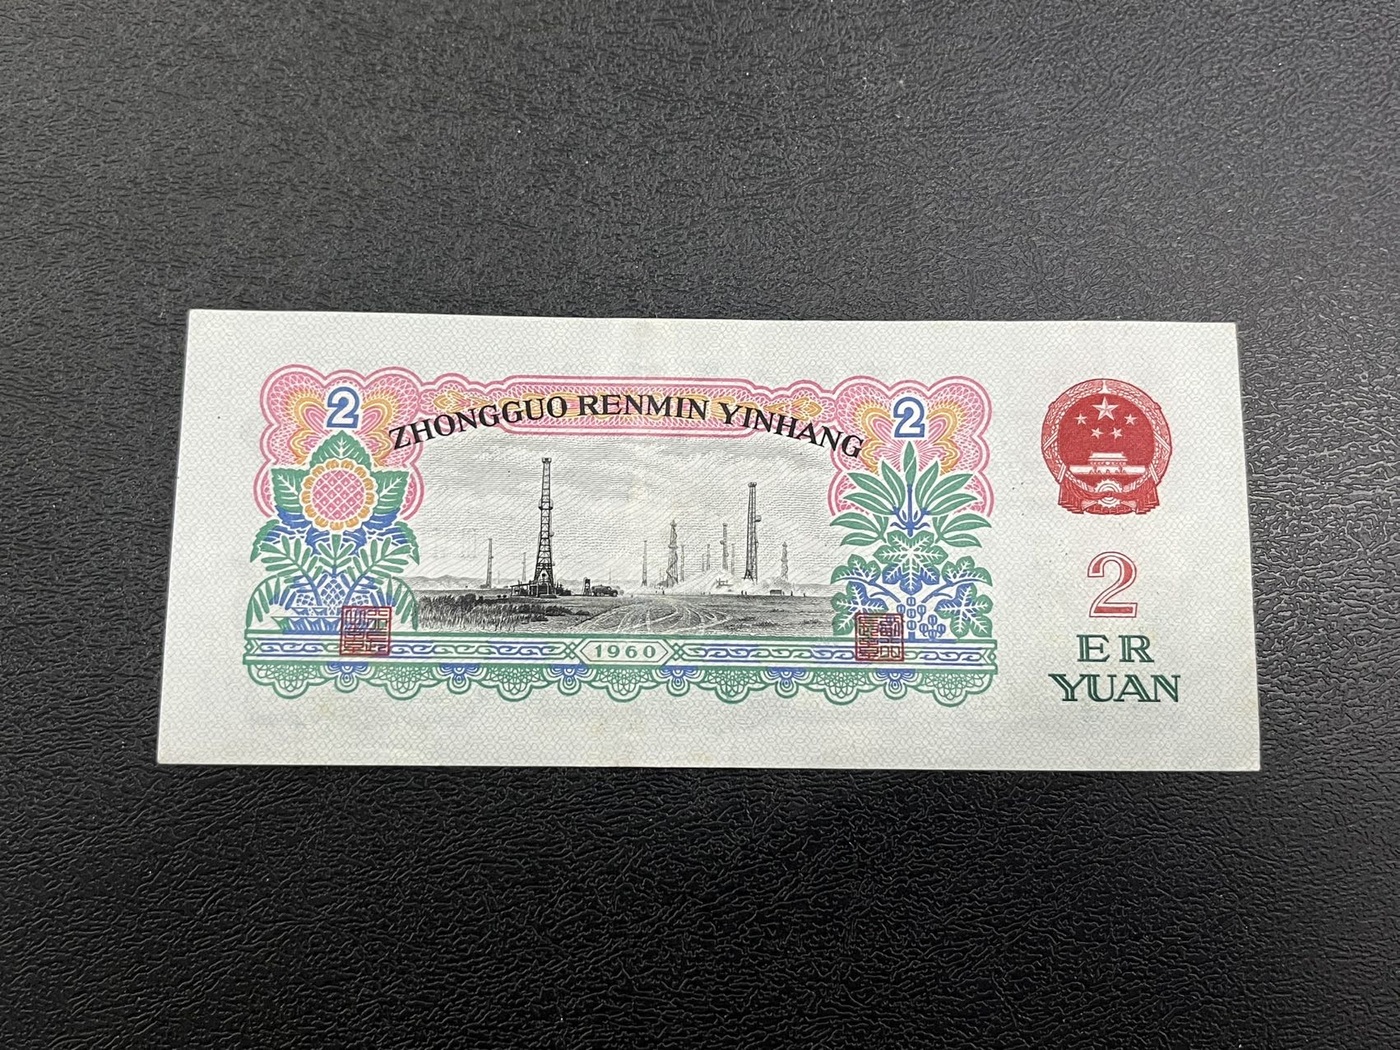 2
2
ZHONGGUO RENMIN YINHANG
1960
2
ER
YUAN